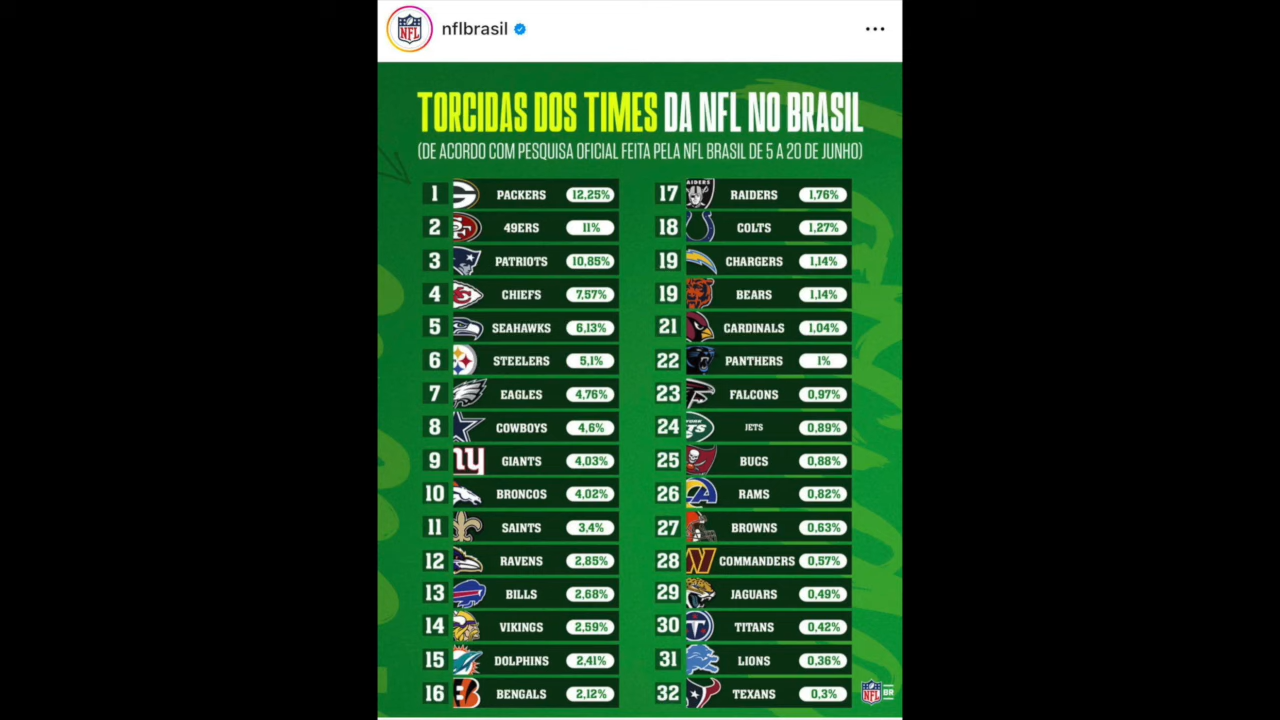 nflbrasil
TORCIDAS DOS TIMES DA NFL NO BRASIL
(DE ACORDO COM PESQUISA OFICIAL FEITA PELA NFL BRASIL DE 5 A 20 DE JUNHO)
1 PACKERS 12,25%
2 49ERS 11%
3 PATRIOTS 10,85%
4 CHIEFS 7,57%
5 SEAHAWKS 6,13%
6 STEELERS 5,1%
7 EAGLES 4,76%
8 COWBOYS 4,6%
9 GIANTS 4,03%
10 BRONCOS 4,02%
11 SAINTS 3,4%
12 RAVENS 2,85%
13 BILLS 2,68%
14 VIKINGS 2,59%
15 DOLPHINS 2,41%
16 BENGALS 2,12%
17 RAIDERS 1,76%
18 COLTS 1,27%
19 CHARGERS 1,14%
19 BEARS 1,14%
21 CARDINALS 1,04%
22 PANTHERS 1%
23 FALCONS 0,97%
24 JETS 0,89%
25 BUCS 0,88%
26 RAMS 0,82%
27 BROWNS 0,63%
28 COMMANDERS 0,57%
29 JAGUARS 0,49%
30 TITANS 0,42%
31 LIONS 0,36%
32 TEXANS 0,3%
NFL BR